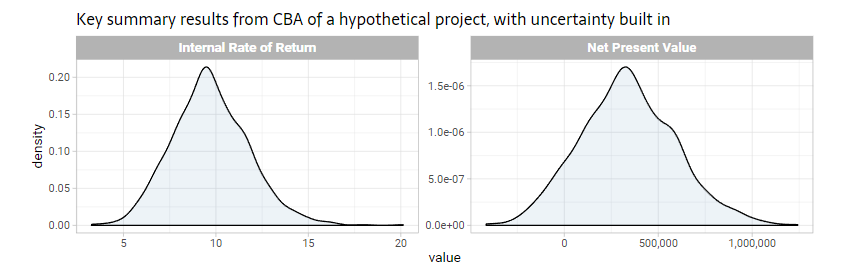 Key summary results from CBA of a hypothetical project, with uncertainty built in
Internal Rate of Return
Net Present Value
density
0.20
0.15
0.10
0.05
0.00
5
10
15
20
1.5e-06
1.0e-06
5.0e-07
0.0e+00
0
500,000
1,000,000
value